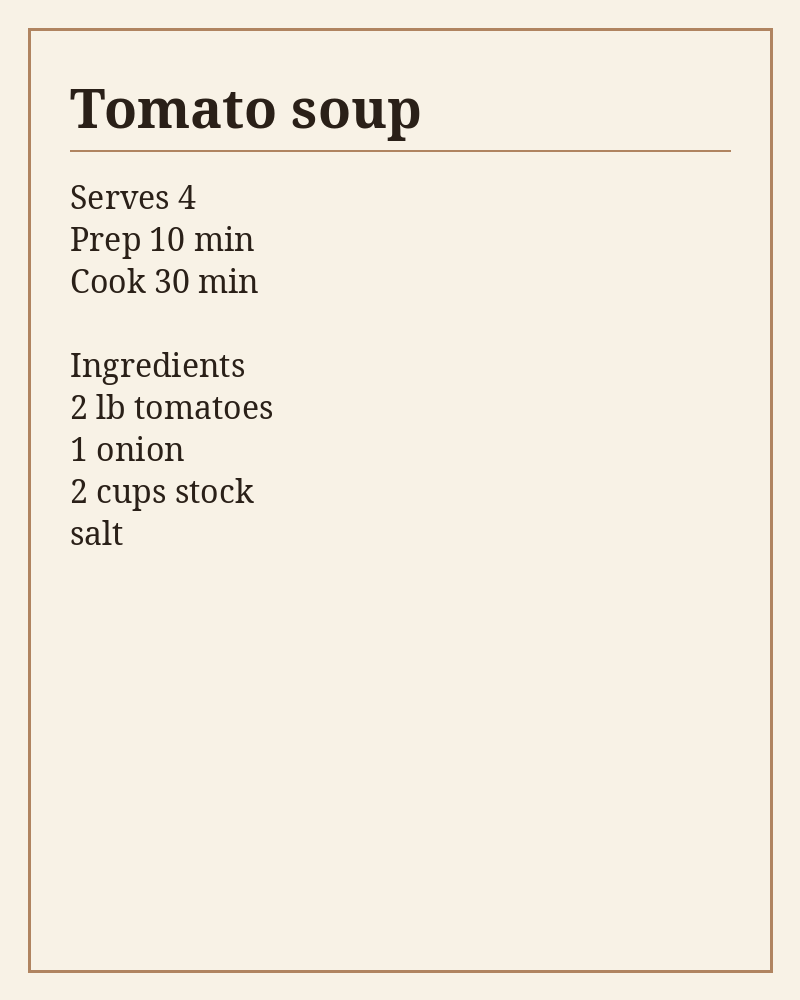 Tomato soup
Serves 4
Prep 10 min
Cook 30 min
Ingredients
2 lb tomatoes
1 onion
2 cups stock
salt